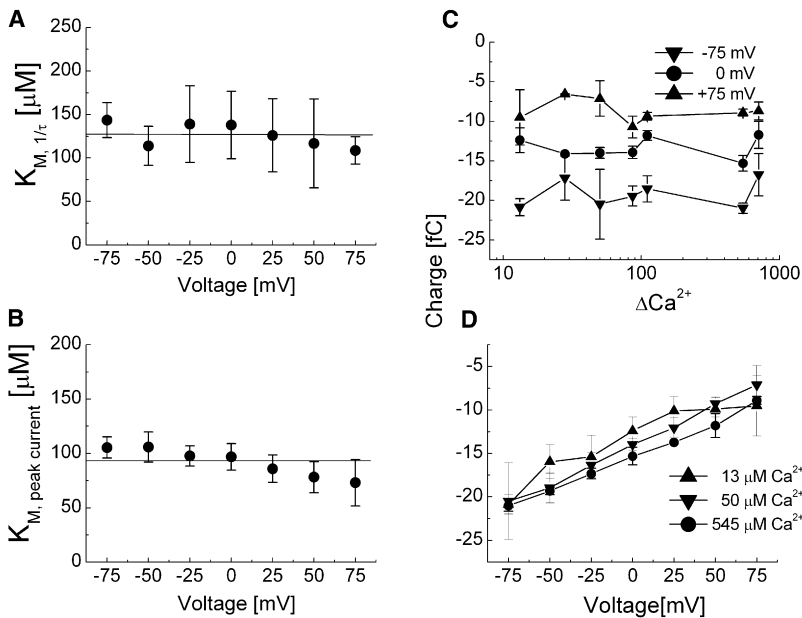 A
250
200
150
100
50
0
K_M, 1/τ [µM]
-75 -50 -25 0 25 50 75
Voltage [mV]
B
200
150
100
50
0
K_M, peak current [µM]
-75 -50 -25 0 25 50 75
Voltage [mV]
C
0
-5
-10
-15
-20
-25
-75 mV
0 mV
+75 mV
10 100 1000
ΔCa²⁺
Charge [fC]
D
-5
-10
-15
-20
-25
13 µM Ca²⁺
50 µM Ca²⁺
545 µM Ca²⁺
-75 -50 -25 0 25 50 75
Voltage[mV]